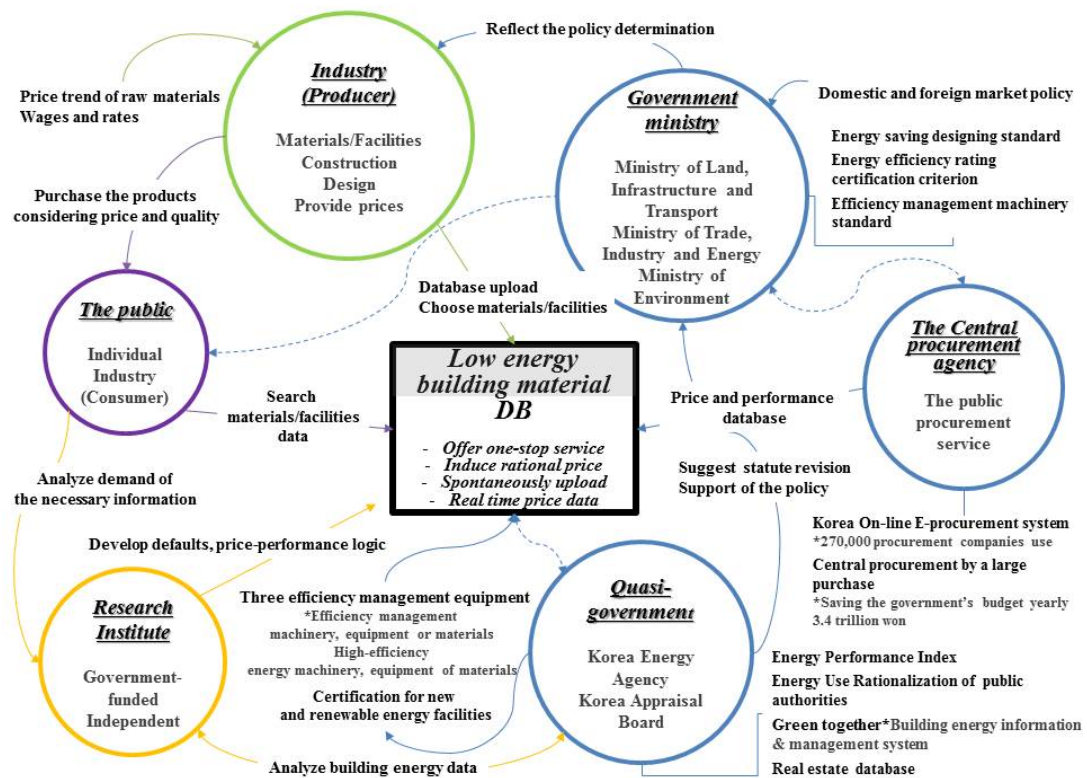 Reflect the policy determination
Industry
(Producer)
Materials/Facilities
Construction
Design
Provide prices
Price trend of raw materials
Wages and rates
Government
ministry
Ministry of Land,
Infrastructure and
Transport
Ministry of Trade,
Industry and Energy
Ministry of
Environment
Domestic and foreign market policy
Energy saving designing standard
Energy efficiency rating
certification criterion
Efficiency management machinery
standard
Purchase the products
considering price and quality
The public
Individual
Industry
(Consumer)
Database upload
Choose materials/facilities
Low energy
building material
DB
- Offer one-stop service
- Induce rational price
- Spontaneously upload
- Real time price data
Search
materials/facilities
data
Price and performance
database
The Central
procurement
agency
The public
procurement
service
Suggest statute revision
Support of the policy
Analyze demand of
the necessary information
Korea On-line E-procurement system
*270,000 procurement companies use
Central procurement by a large
purchase
*Saving the government's budget yearly
3.4 trillion won
Develop defaults, price-performance logic
Research
Institute
Government-
funded
Independent
Three efficiency management equipment
*Efficiency management
machinery, equipment or materials
High-efficiency
energy machinery, equipment of materials
Certification for new
and renewable energy facilities
Quasi-
government
Korea Energy
Agency
Korea Appraisal
Board
Energy Performance Index
Energy Use Rationalization of public
authorities
Green together*Building energy information
& management system
Real estate database
Analyze building energy data